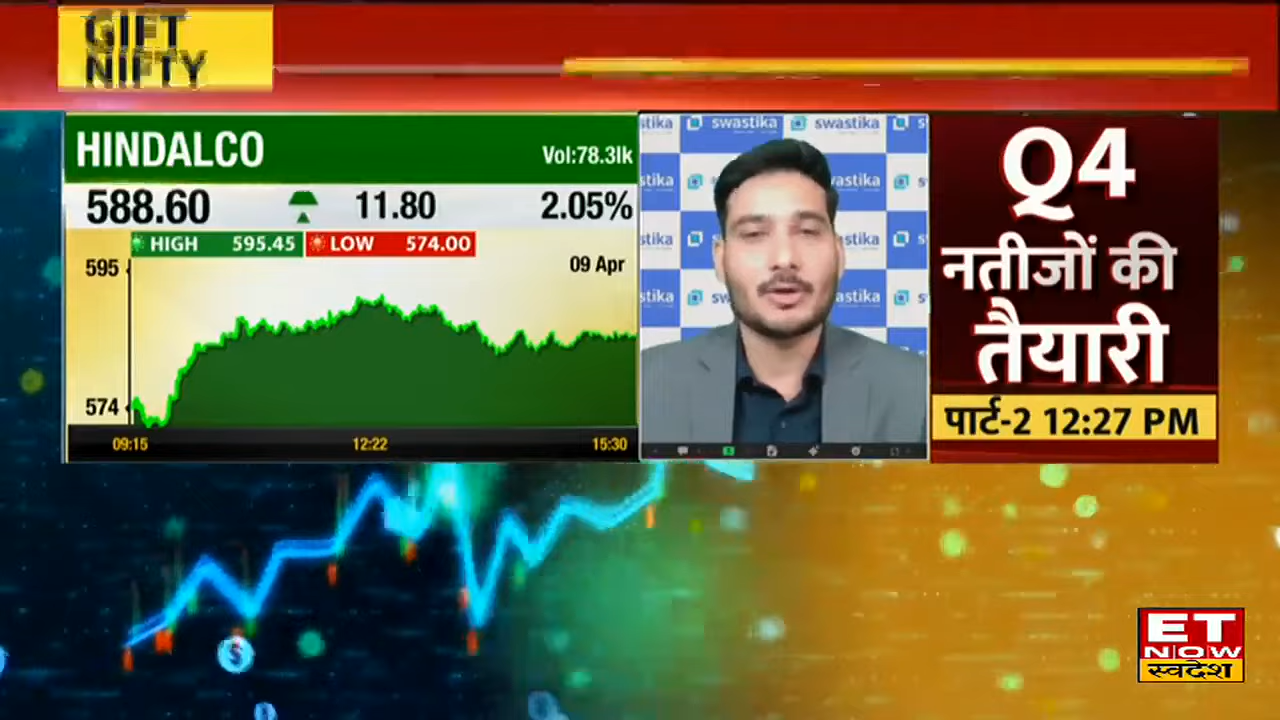 GIFT
NIFTY
HINDALCO
Vol:78.3lk
588.60 11.80 2.05%
HIGH 595.45 LOW 574.00
595
09 Apr
574
09:15 12:22 15:30
swastika swastika
Q4
नतीजों की
तैयारी
पार्ट-2 12:27 PM
ET
NOW
स्वदेश